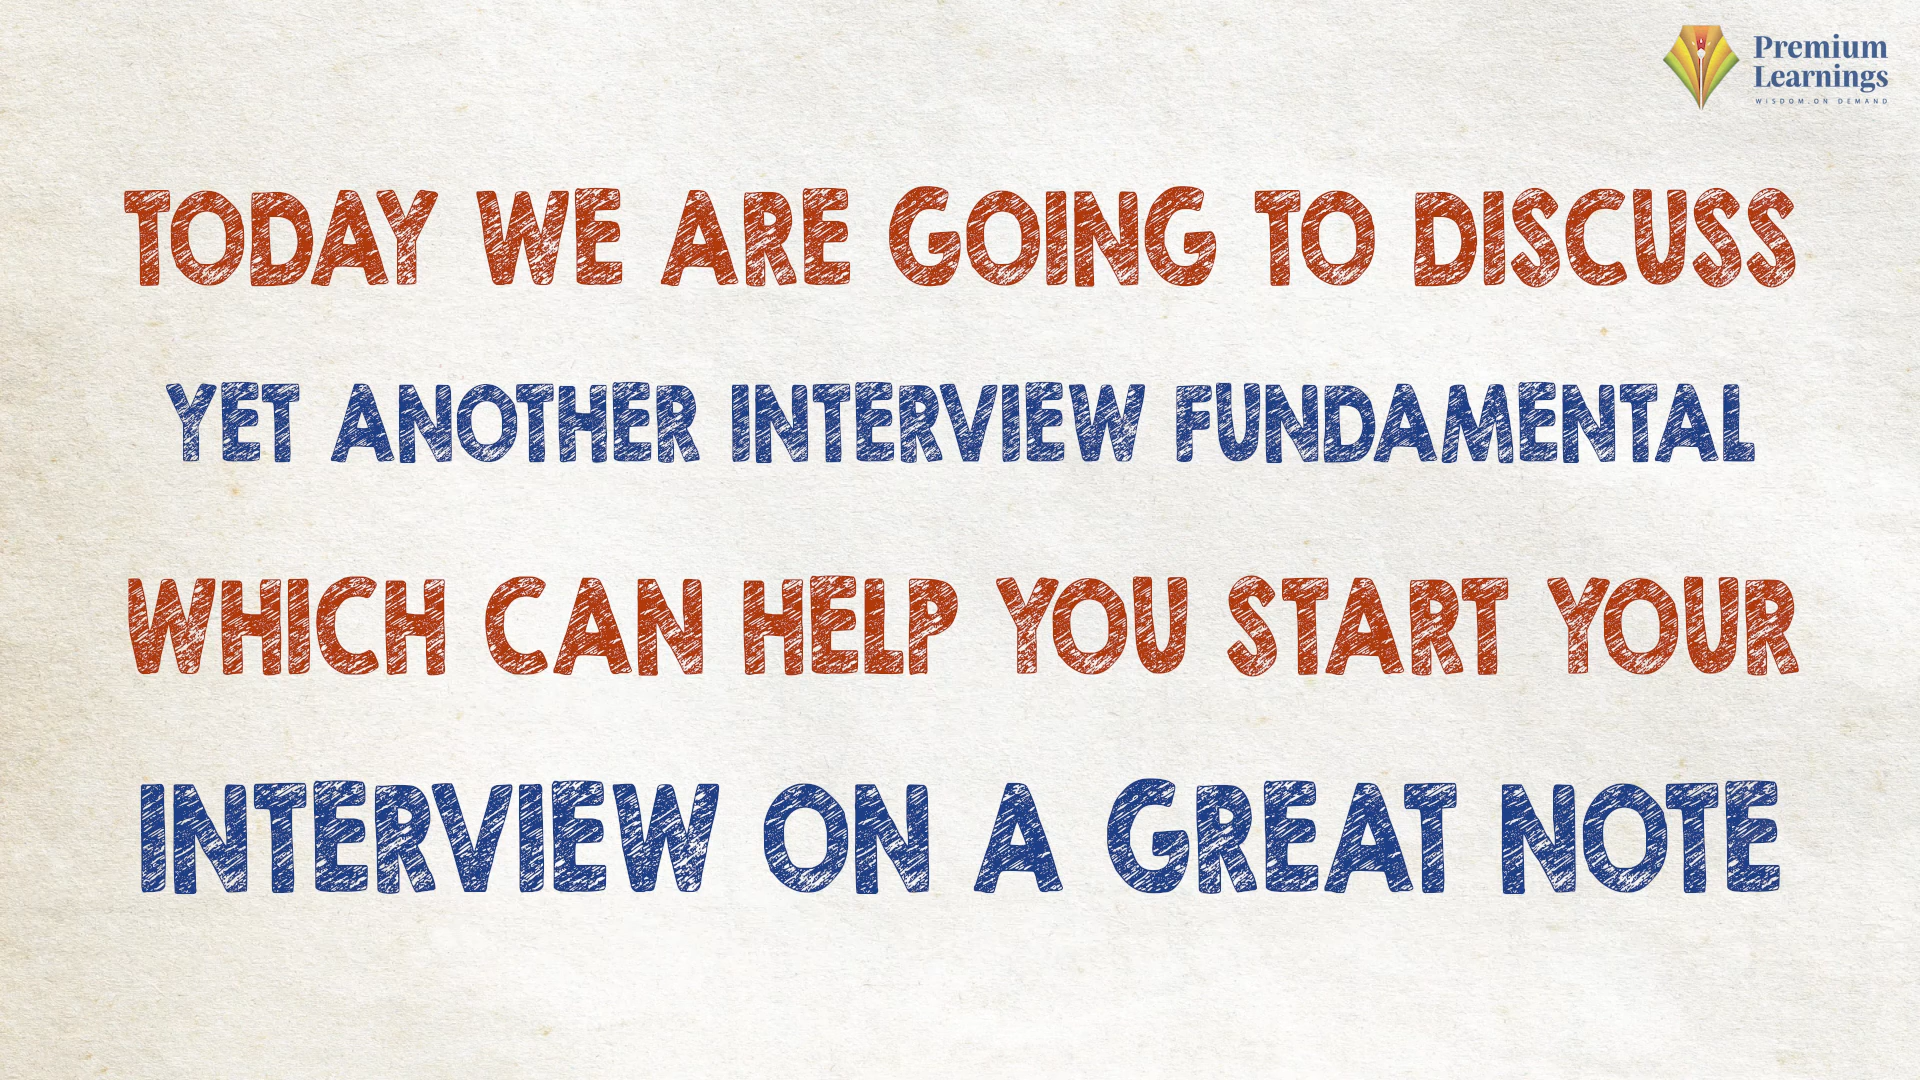 Premium
Learnings
WISDOM.ON DEMAND
TODAY WE ARE GOING TO DISCUSS
YET ANOTHER INTERVIEW FUNDAMENTAL
WHICH CAN HELP YOU START YOUR
INTERVIEW ON A GREAT NOTE